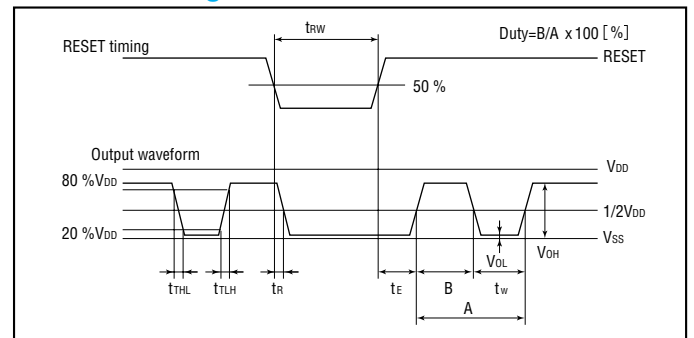 tRW
Duty=B/A x100 [%]
RESET timing
RESET
50 %
Output waveform
VDD
80 %VDD
1/2VDD
20 %VDD
VSS
VOL
VOH
tTHL
tTLH
tR
tE
B
tw
A